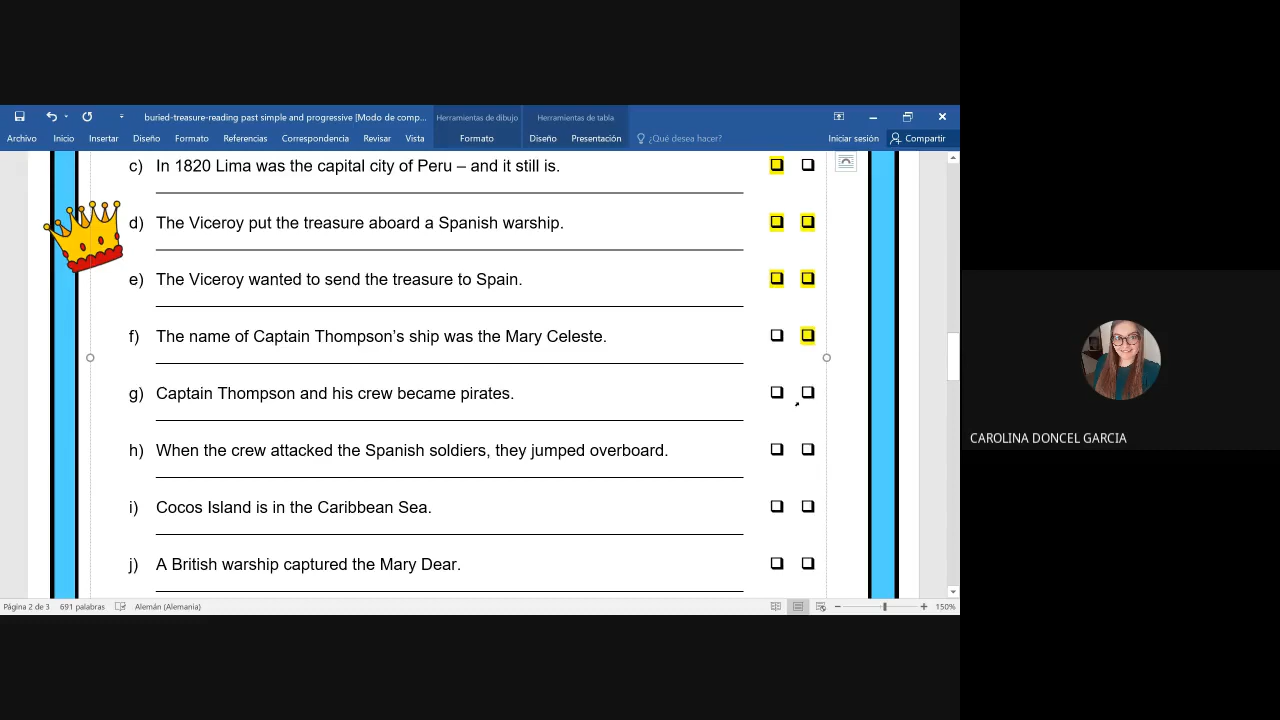 buried-treasure-reading past simple and progressive [Modo de comp...
Herramientas de dibujo
Herramientas de tabla
Archivo Inicio Insertar Diseño Formato Referencias Correspondencia Revisar Vista Formato Diseño Presentación ¿Qué desea hacer? Iniciar sesión Compartir
c) In 1820 Lima was the capital city of Peru – and it still is.
d) The Viceroy put the treasure aboard a Spanish warship.
e) The Viceroy wanted to send the treasure to Spain.
f) The name of Captain Thompson’s ship was the Mary Celeste.
g) Captain Thompson and his crew became pirates.
h) When the crew attacked the Spanish soldiers, they jumped overboard.
i) Cocos Island is in the Caribbean Sea.
j) A British warship captured the Mary Dear.
Página 2 de 3 691 palabras Alemán (Alemania) 150%
CAROLINA DONCEL GARCIA